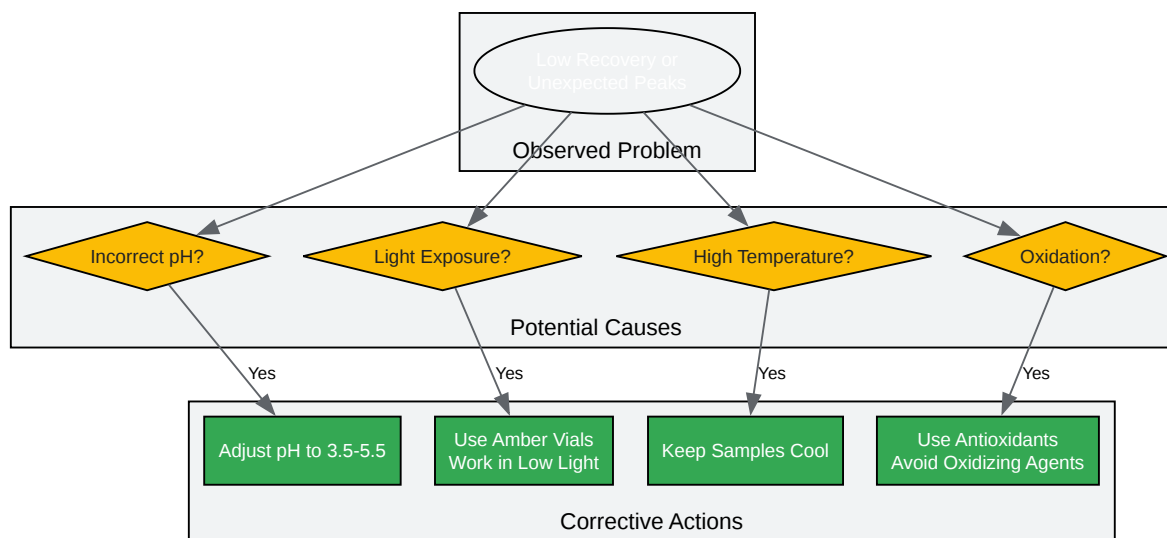 Low Recovery or
Unexpected Peaks
Observed Problem
Incorrect pH?
Light Exposure?
High Temperature?
Oxidation?
Potential Causes
Yes
Yes
Yes
Yes
Adjust pH to 3.5-5.5
Use Amber Vials
Work in Low Light
Keep Samples Cool
Use Antioxidants
Avoid Oxidizing Agents
Corrective Actions